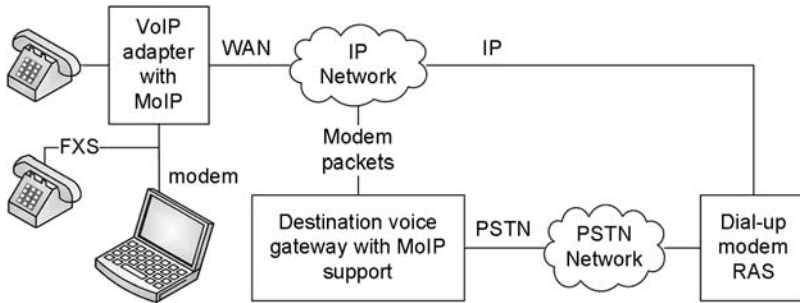 VoIP
adapter
with
MoIP
WAN
IP
Network
IP
FXS
modem
Modem
packets
Destination voice
gateway with MoIP
support
PSTN
PSTN
Network
Dial-up
modem
RAS